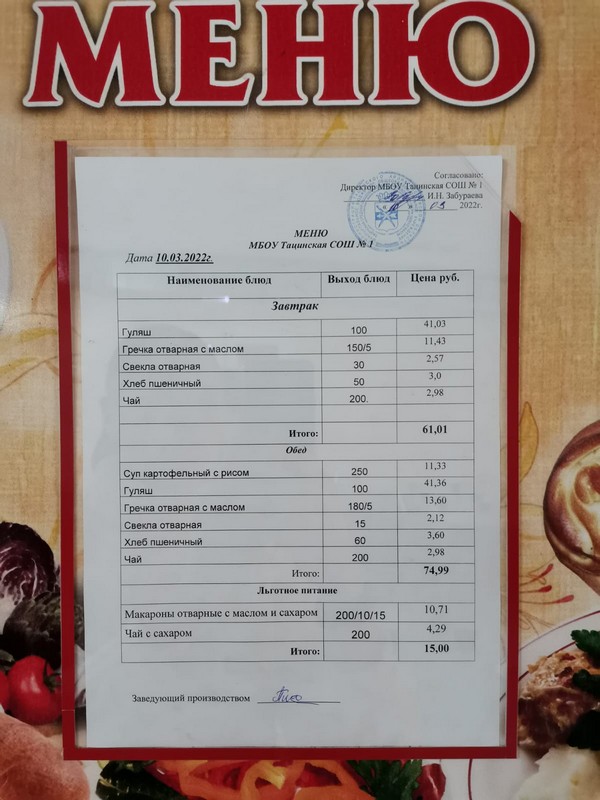 МЕНЮ
Согласовано:
Директор МБОУ Тацинская СОШ № 1
И.Н. Забураева
03 2022г.
МЕНЮ
МБОУ Тацинская СОШ № 1
Дата 10.03.2022г.
Наименование блюд Выход блюд Цена руб.
Завтрак
Гуляш 100 41,03
Гречка отварная с маслом 150/5 11,43
Свекла отварная 30 2,57
Хлеб пшеничный 50 3,0
Чай 200. 2,98
Итого: 61,01
Обед
Суп картофельный с рисом 250 11,33
Гуляш 100 41,36
Гречка отварная с маслом 180/5 13,60
Свекла отварная 15 2,12
Хлеб пшеничный 60 3,60
Чай 200 2,98
Итого: 74,99
Льготное питание
Макароны отварные с маслом и сахаром 200/10/15 10,71
Чай с сахаром 200 4,29
Итого: 15,00
Заведующий производством